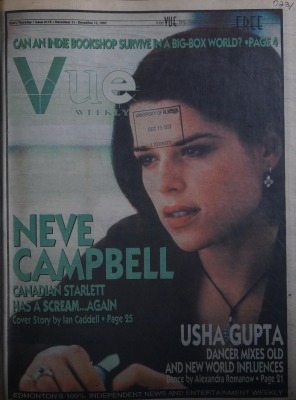 FREE
CAN AN INDIE BOOKSHOP SURVIVE IN A BIG-BOX WORLD? • PAGE 4
Vue
WEEKLY
NEVE
CAMPBELL
CANADIAN STARLETT
HAS A SCREAM...AGAIN
Cover Story by Ian Caddell • Page 25
USHA GUPTA
DANCER MIXES OLD
AND NEW WORLD INFLUENCES
Dance by Alexandra Romanow • Page 21
EDMONTON'S 100% INDEPENDENT NEWS AND ENTERTAINMENT WEEKLY